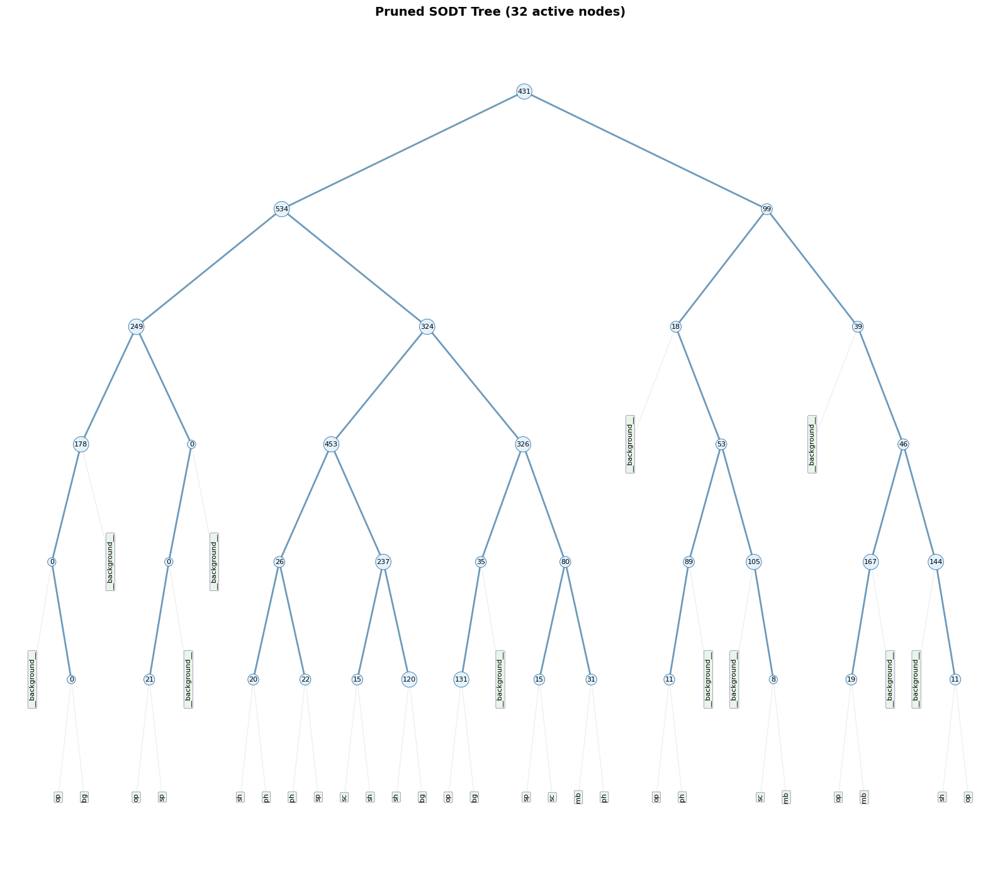 Pruned SODT Tree (32 active nodes)
431
534
99
249
324
18
39
178
0
453
326
__background__
53
__background__
46
0
__background__
0
__background__
26
237
35
80
89
105
167
144
__background__
0
21
__background__
20
22
15
120
131
__background__
15
31
11
__background__
__background__
8
19
__background__
__background__
11
op
bg
op
sp
sh
ph
ph
sp
sc
sh
sh
bg
op
bg
sp
sc
mb
ph
op
ph
sc
mb
op
mb
sh
op